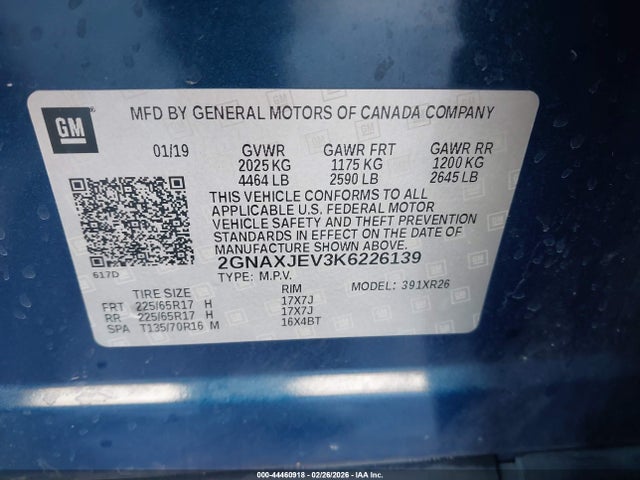 GM
MFD BY GENERAL MOTORS OF CANADA COMPANY
01/19 GVWR GAWR FRT GAWR RR
2025 KG 1175 KG 1200 KG
4464 LB 2590 LB 2645 LB
THIS VEHICLE CONFORMS TO ALL
APPLICABLE U.S. FEDERAL MOTOR
VEHICLE SAFETY AND THEFT PREVENTION
STANDARDS IN EFFECT ON THE DATE OF
MANUFACTURE SHOWN ABOVE.
617D 2GNAXJEV3K6226139
TYPE: M.P.V. MODEL: 391XR26
TIRE SIZE RIM
FRT 225/65R17 H 17X7J
RR 225/65R17 H 17X7J
SPA T135/70R16 M 16X4BT
000-44460918 - 02/26/2026 - IAA Inc.